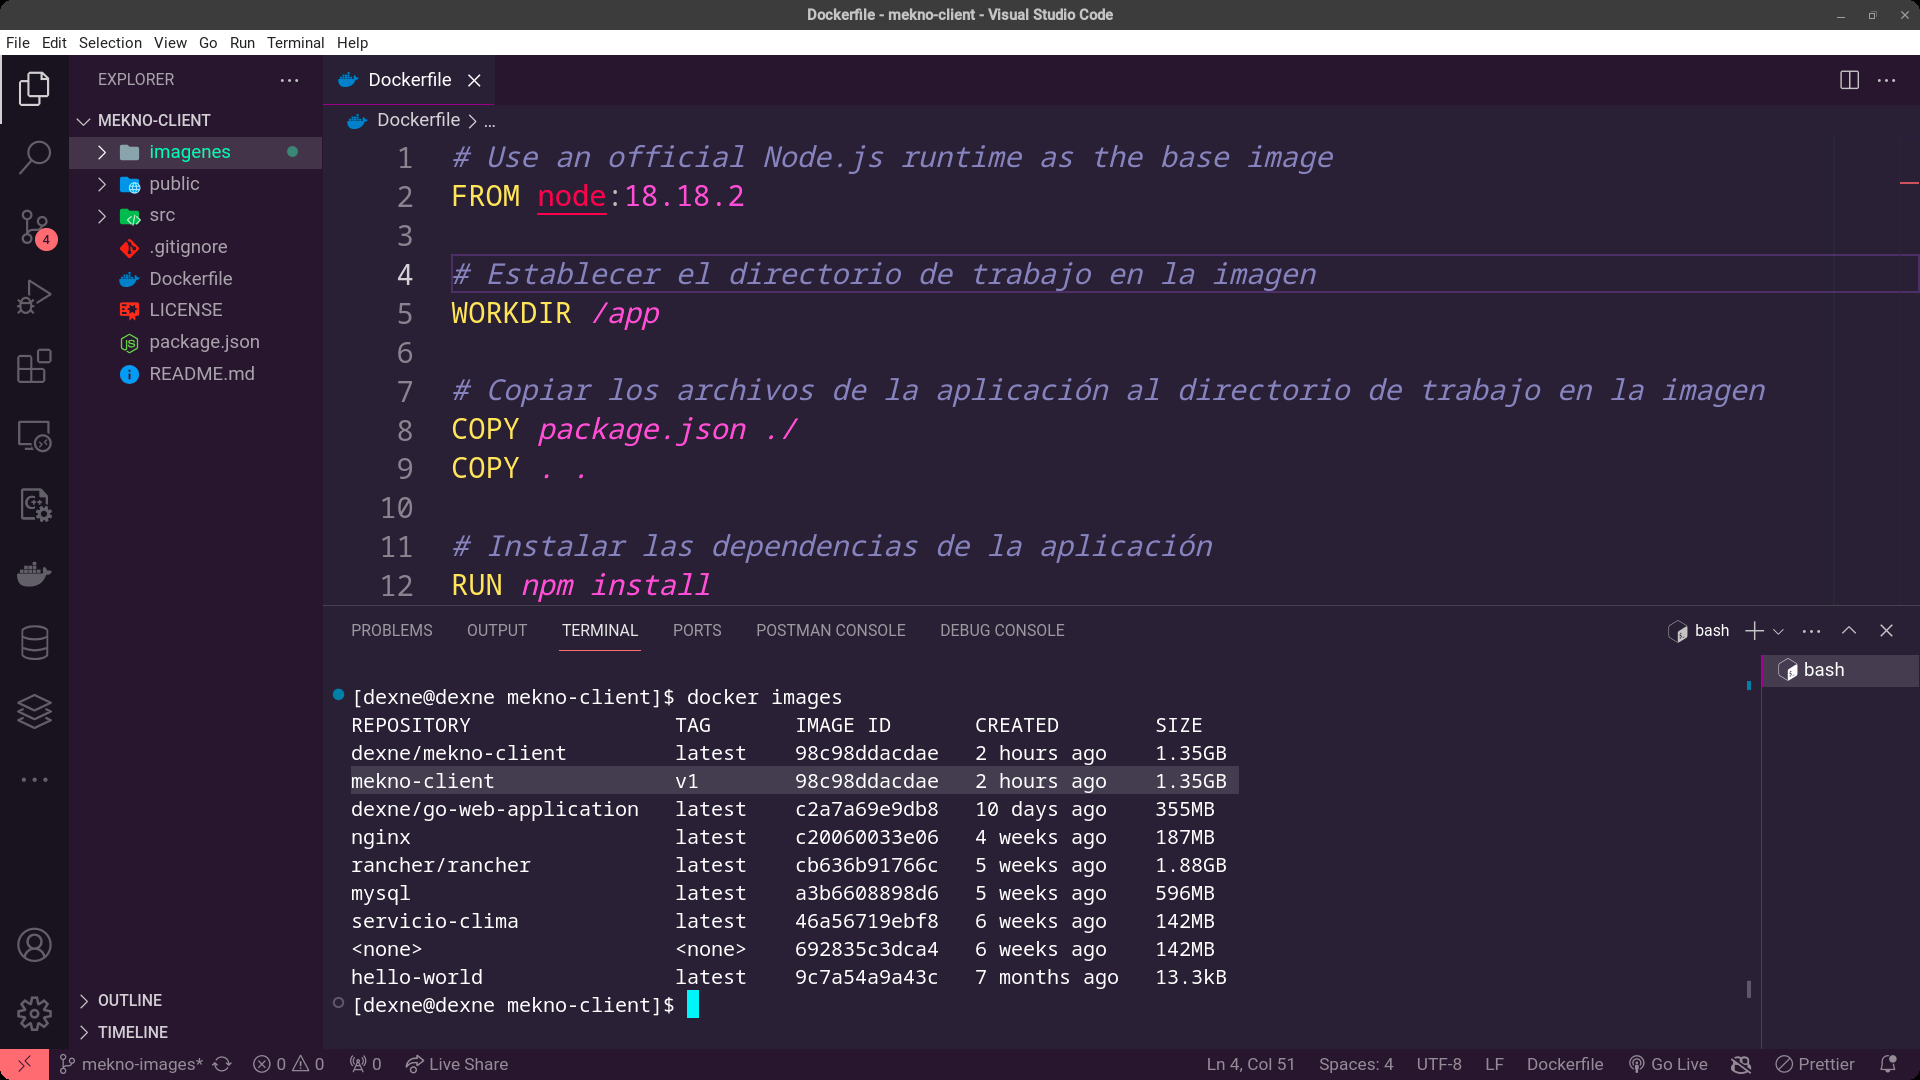 Dockerfile - mekno-client - Visual Studio Code
File Edit Selection View Go Run Terminal Help
EXPLORER
MEKNO-CLIENT
imagenes
public
src
.gitignore
Dockerfile
LICENSE
package.json
README.md
OUTLINE
TIMELINE
4
Dockerfile
Dockerfile > ...
1 # Use an official Node.js runtime as the base image
2 FROM node:18.18.2
3
4 # Establecer el directorio de trabajo en la imagen
5 WORKDIR /app
6
7 # Copiar los archivos de la aplicación al directorio de trabajo en la imagen
8 COPY package.json ./
9 COPY . .
10
11 # Instalar las dependencias de la aplicación
12 RUN npm install
PROBLEMS OUTPUT TERMINAL PORTS POSTMAN CONSOLE DEBUG CONSOLE
bash
bash
[dexne@dexne mekno-client]$ docker images
REPOSITORY TAG IMAGE ID CREATED SIZE
dexne/mekno-client latest 98c98ddacdae 2 hours ago 1.35GB
mekno-client v1 98c98ddacdae 2 hours ago 1.35GB
dexne/go-web-application latest c2a7a69e9db8 10 days ago 355MB
nginx latest c20060033e06 4 weeks ago 187MB
rancher/rancher latest cb636b91766c 5 weeks ago 1.88GB
mysql latest a3b6608898d6 5 weeks ago 596MB
servicio-clima latest 46a56719ebf8 6 weeks ago 142MB
<none> <none> 692835c3dca4 6 weeks ago 142MB
hello-world latest 9c7a54a9a43c 7 months ago 13.3kB
[dexne@dexne mekno-client]$
mekno-images* 0 0 0 Live Share Ln 4, Col 51 Spaces: 4 UTF-8 LF Dockerfile Go Live Prettier